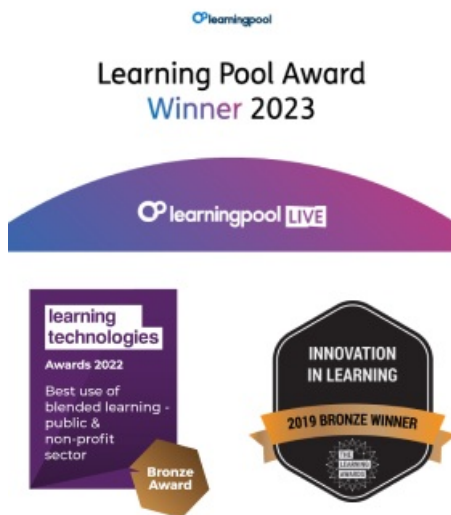 learningpool
Learning Pool Award
Winner 2023
learningpool LIVE
learning
technologies
Awards 2022
Best use of
blended learning -
public &
non-profit
sector
Bronze
Award
INNOVATION
IN LEARNING
2019 BRONZE WINNER
THE
LEARNING
AWARDS